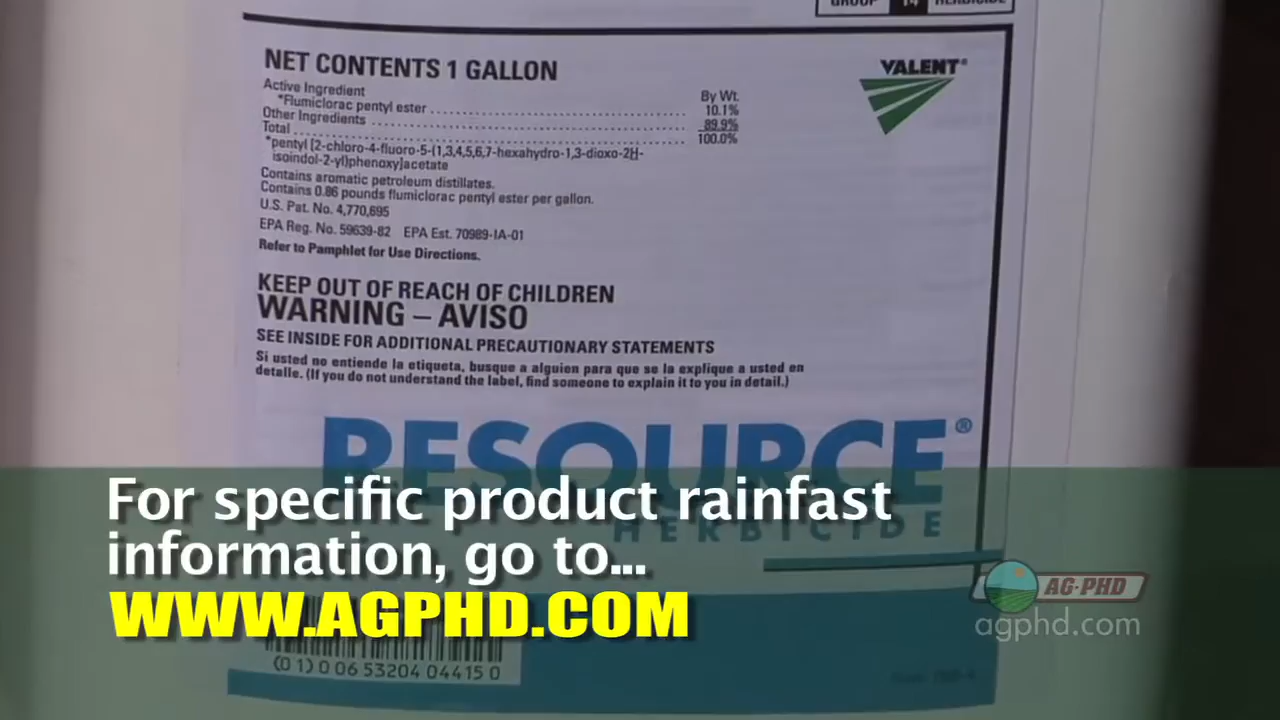 GROUP 14 HERBICIDE
NET CONTENTS 1 GALLON
VALENT®
Active Ingredient By Wt.
*Flumiclorac pentyl ester 10.1%
Other Ingredients 89.9%
Total 100.0%
*pentyl [2-chloro-4-fluoro-5-(1,3,4,5,6,7-hexahydro-1,3-dioxo-2H-
isoindol-2-yl)phenoxy]acetate
Contains aromatic petroleum distillates.
Contains 0.86 pounds flumiclorac pentyl ester per gallon.
U.S. Pat. No. 4,770,695
EPA Reg. No. 59639-82 EPA Est. 70989-IA-01
Refer to Pamphlet for Use Directions.
KEEP OUT OF REACH OF CHILDREN
WARNING – AVISO
SEE INSIDE FOR ADDITIONAL PRECAUTIONARY STATEMENTS
Si usted no entiende la etiqueta, busque a alguien para que se la explique a usted en
detalle. (If you do not understand the label, find someone to explain it to you in detail.)
RESOURCE®
HERBICIDE
For specific product rainfast
information, go to...
WWW.AGPHD.COM
AG-PHD
agphd.com
(01)0 06 53204 04415 0